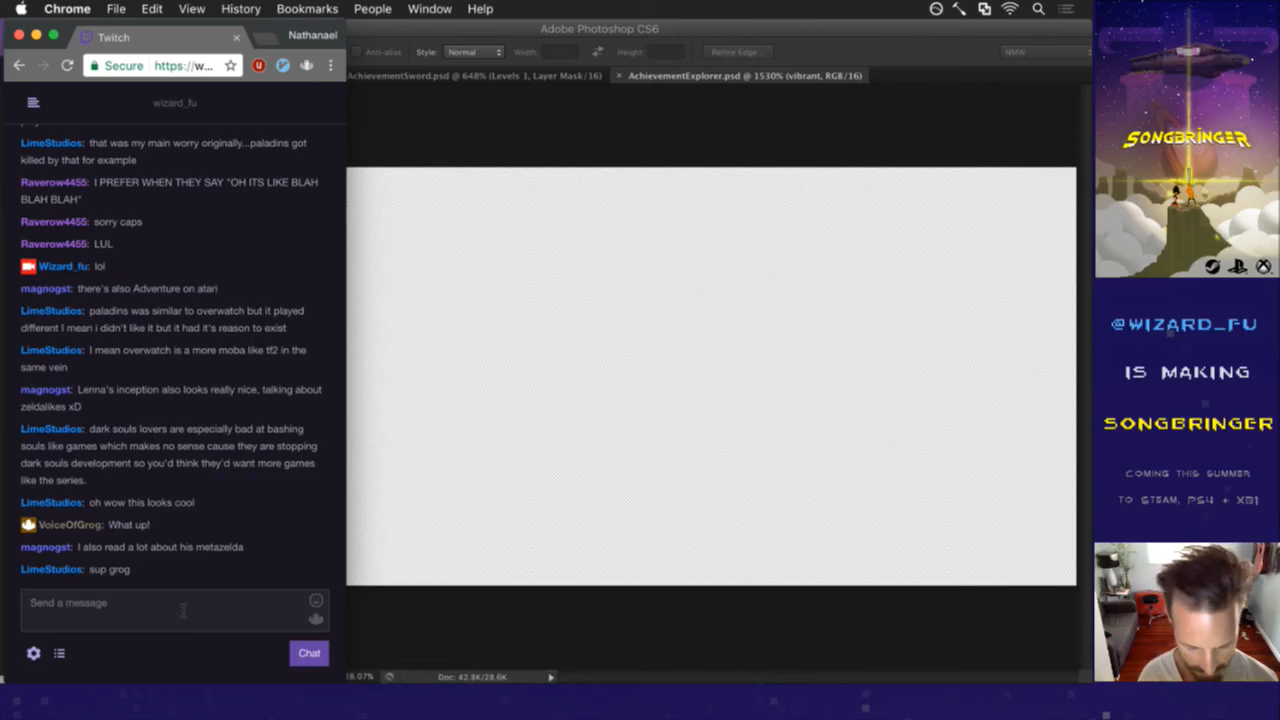 Chrome File Edit View History Bookmarks People Window Help
Adobe Photoshop CS6
Twitch
Nathanael
Secure https://w...
Anti-alias Style: Normal Width: Height: Refine Edge...
AchievementSword.psd @ 648% (Levels 1, Layer Mask/16)
AchievementExplorer.psd @ 1530% (vibrant, RGB/16)
wizard_fu
LimeStudios: that was my main worry originally...paladins got
killed by that for example
Raverow4455: I PREFER WHEN THEY SAY "OH ITS LIKE BLAH
BLAH BLAH"
Raverow4455: sorry caps
Raverow4455: LUL
Wizard_fu: lol
magnogst: there's also Adventure on atari
LimeStudios: paladins was similar to overwatch but it played
different I mean i didn't like it but it had it's reason to exist
LimeStudios: I mean overwatch is a more moba like tf2 in the
same vein
magnogst: Lenna's inception also looks really nice, talking about
zeldalikes xD
LimeStudios: dark souls lovers are especially bad at bashing
souls like games which makes no sense cause they are stopping
dark souls development so you'd think they'd want more games
like the series.
LimeStudios: oh wow this looks cool
VoiceOfGrog: What up!
magnogst: I also read a lot about his metazelda
LimeStudios: sup grog
Send a message
Chat
Doc: 42.8K/28.6K
SONGBRINGER
@WIZARD_FU
IS MAKING
SONGBRINGER
COMING THIS SUMMER
TO STEAM, PS4 + XB1